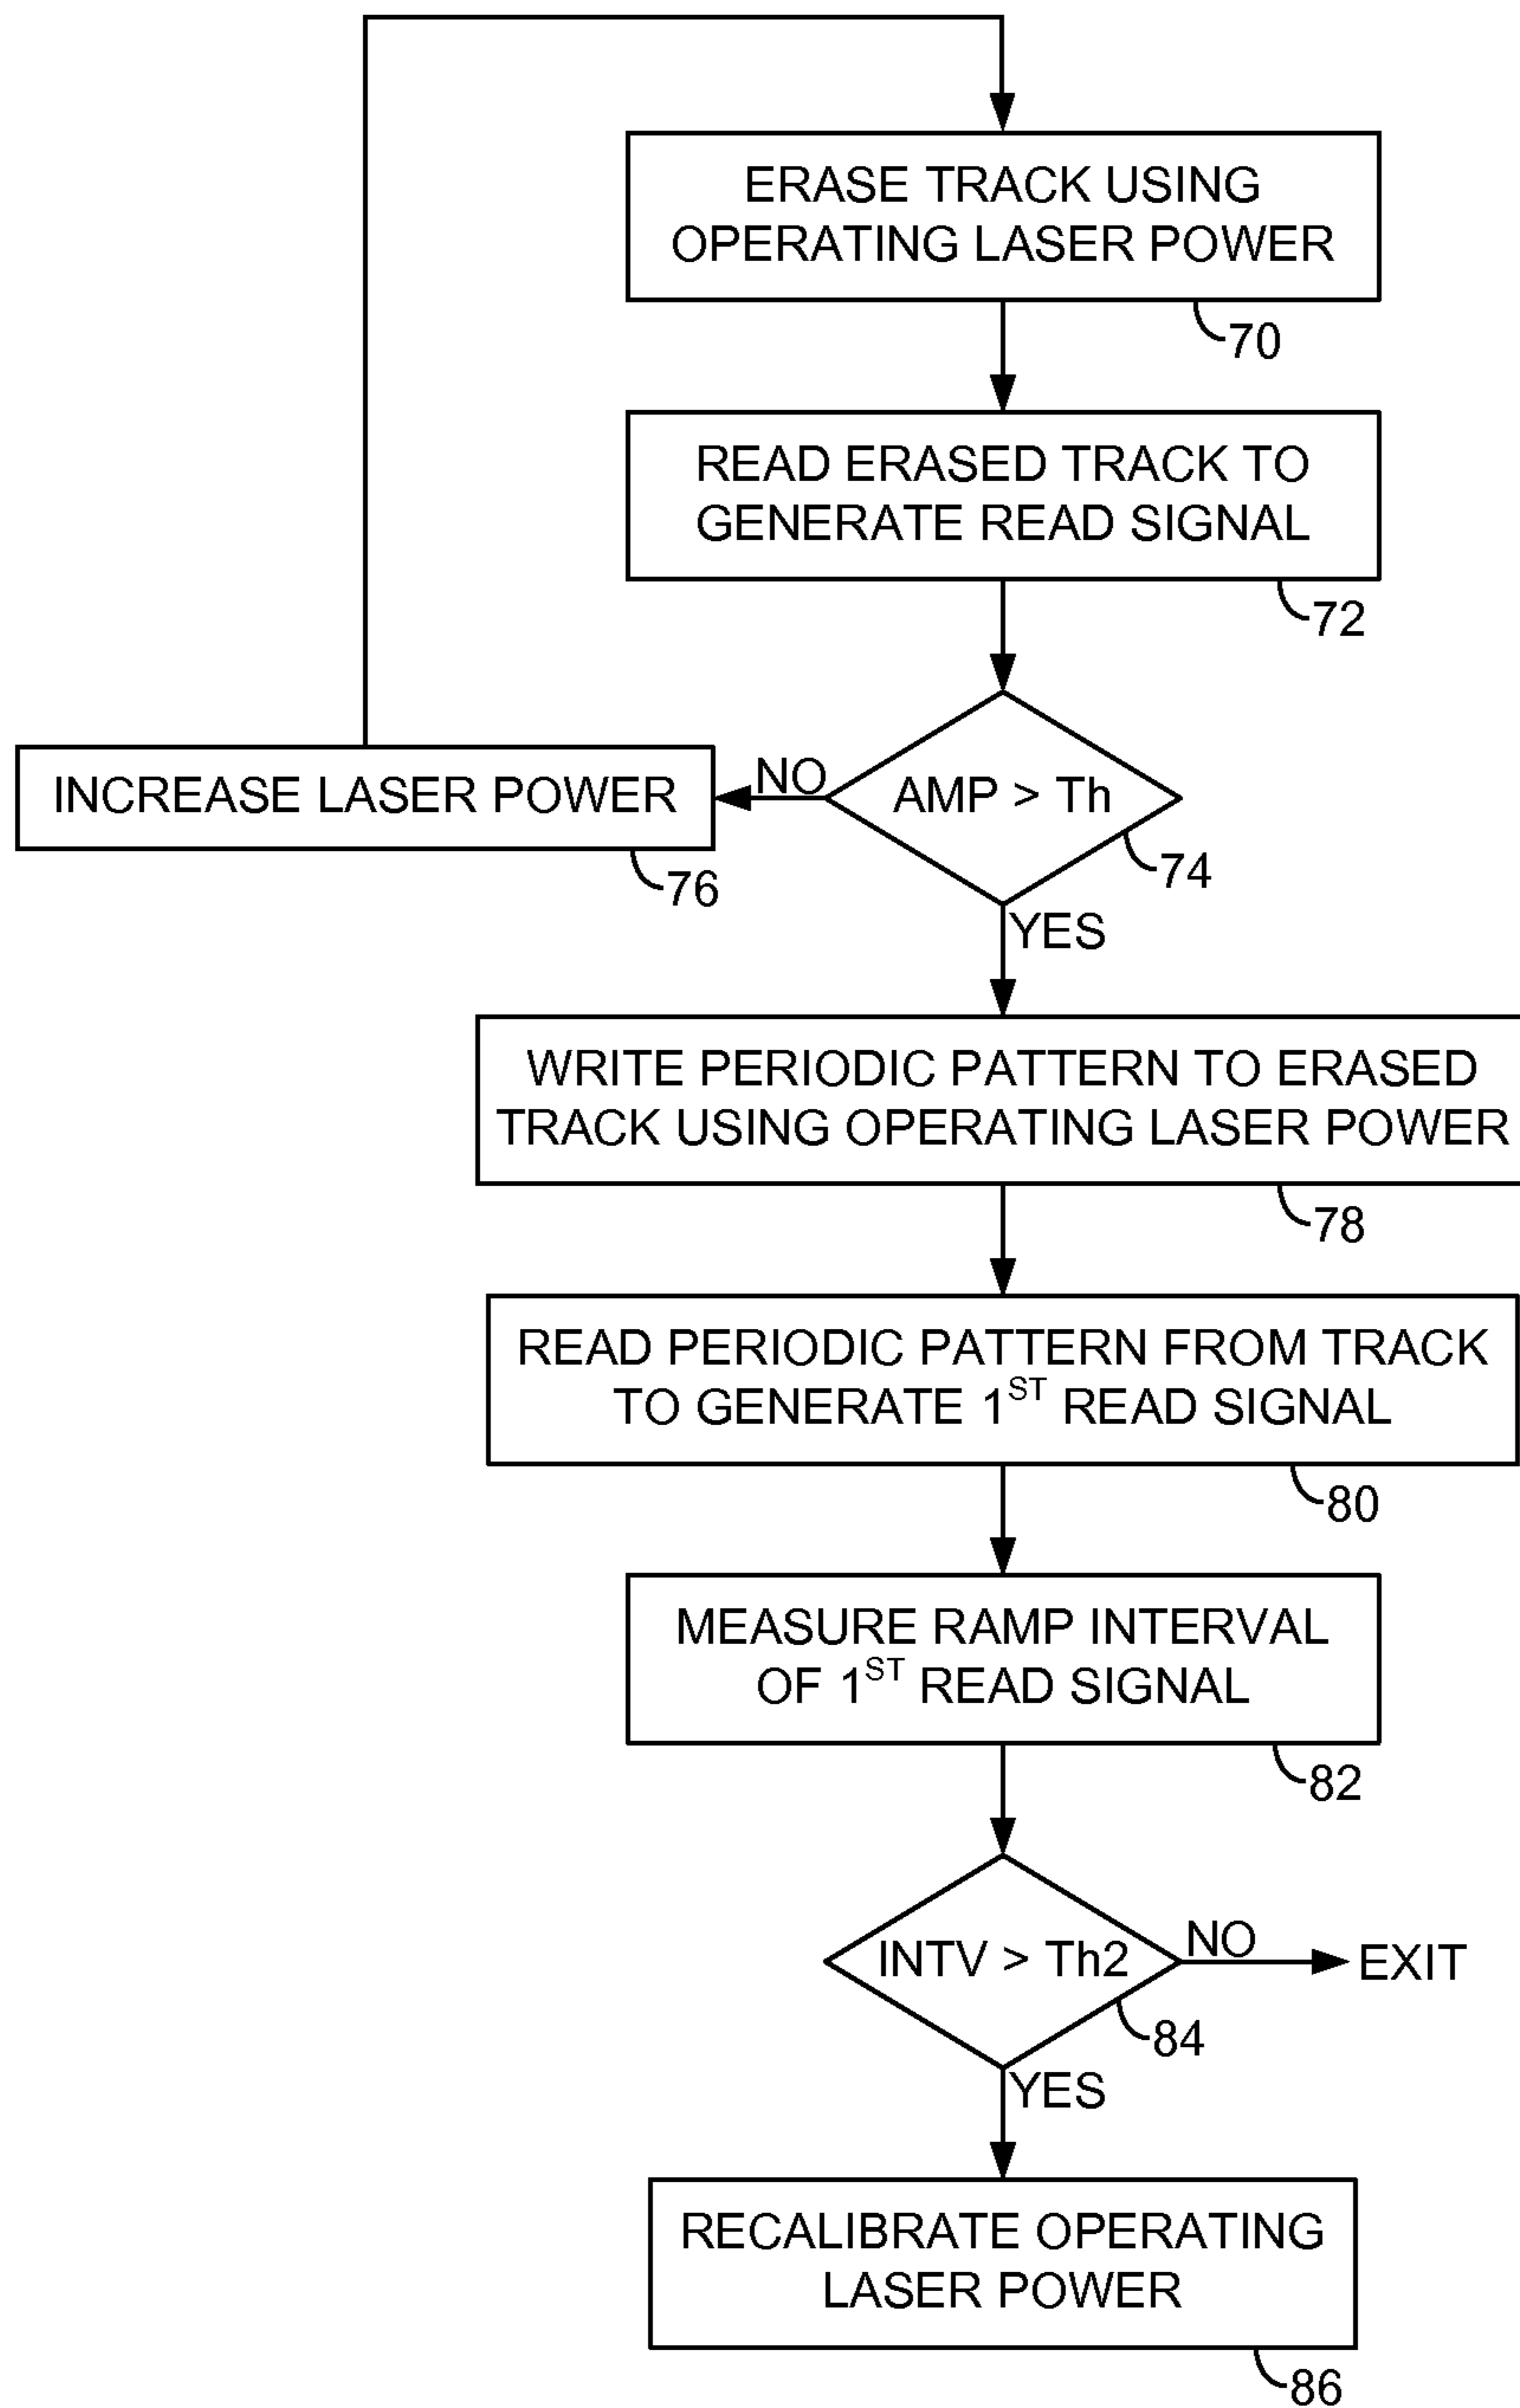 ERASE TRACK USING
OPERATING LASER POWER
70
READ ERASED TRACK TO
GENERATE READ SIGNAL
72
INCREASE LASER POWER
76
NO
AMP > Th
74
YES
WRITE PERIODIC PATTERN TO ERASED
TRACK USING OPERATING LASER POWER
78
READ PERIODIC PATTERN FROM TRACK
TO GENERATE 1ST READ SIGNAL
80
MEASURE RAMP INTERVAL
OF 1ST READ SIGNAL
82
INTV > Th2
NO
EXIT
84
YES
RECALIBRATE OPERATING
LASER POWER
86